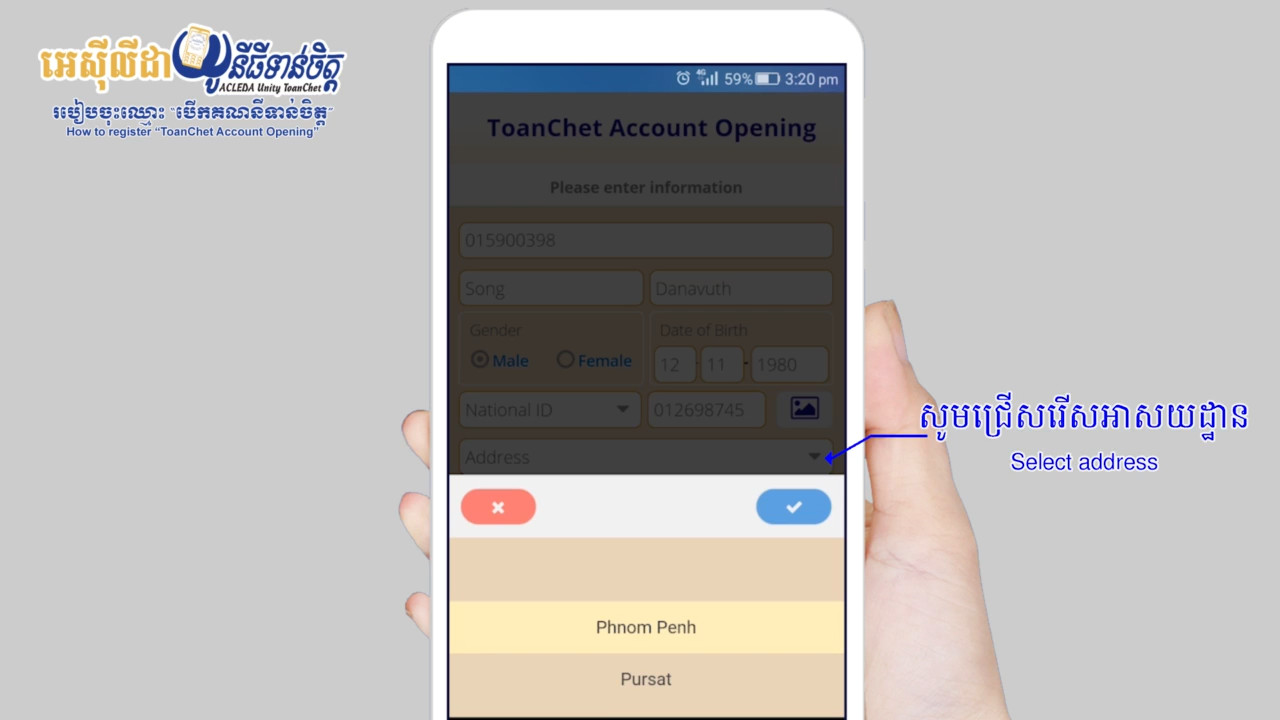 អេស៊ីលីដា យូនីធីទាន់ចិត្ត
ACLEDA Unity ToanChet
របៀបចុះឈ្មោះ "បើកគណនីទាន់ចិត្ត"
How to register "ToanChet Account Opening"
4G 59% 3:20 pm
ToanChet Account Opening
Please enter information
015900398
Song Danavuth
Gender Date of Birth
Male Female 12 - 11 - 1980
National ID 012698745
Address
សូមជ្រើសរើសអាសយដ្ឋាន
Select address
Phnom Penh
Pursat